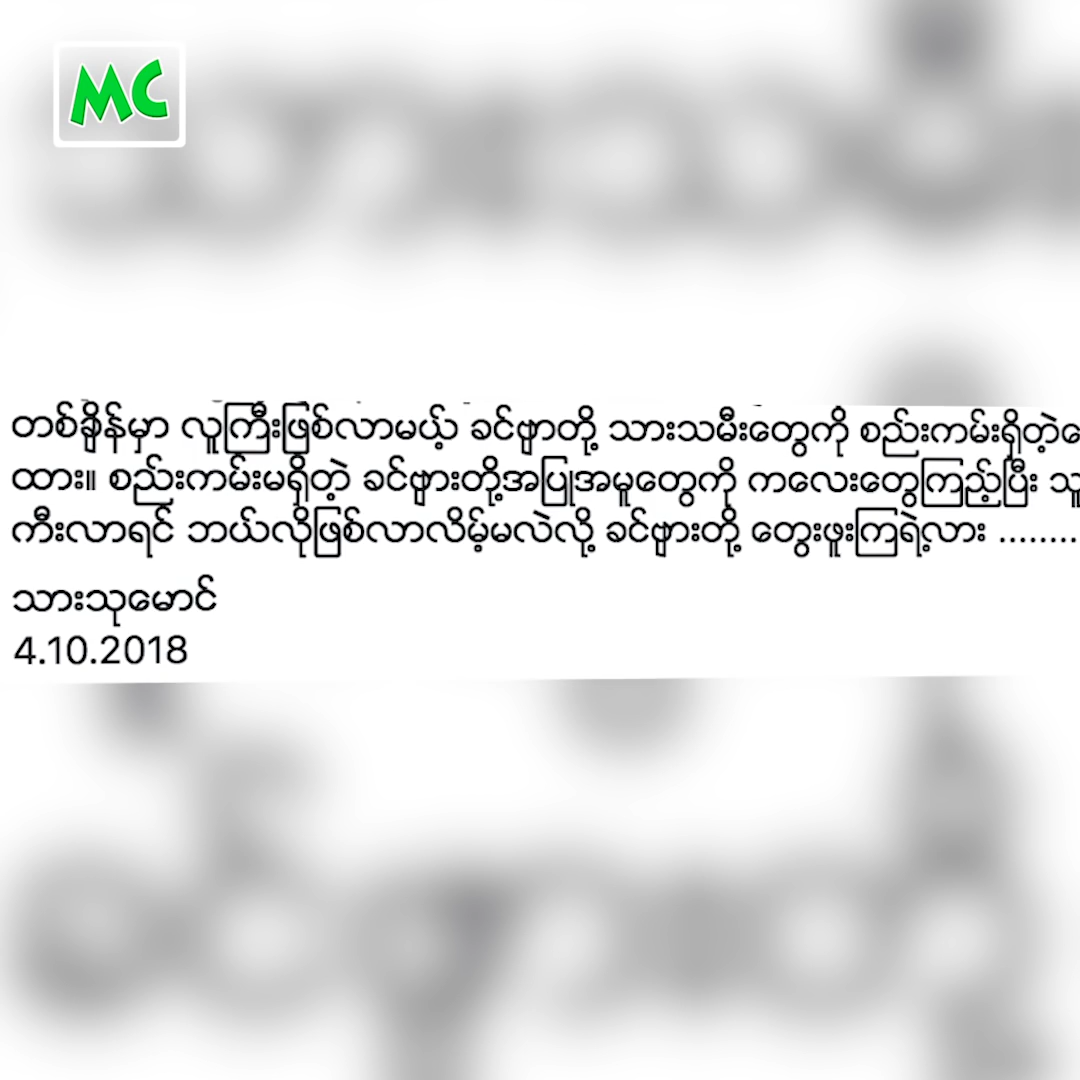 MC
တစ်ချိန်မှာ လူကြီးဖြစ်လာမယ့် ခင်ဗျာတို့ သားသမီးတွေကို စည်းကမ်းရှိတဲ့
ထား။ စည်းကမ်းမရှိတဲ့ ခင်ဗျားတို့အပြုအမူတွေကို ကလေးတွေကြည့်ပြီး သူ
ကီးလာရင် ဘယ်လိုဖြစ်လာလိမ့်မလဲလို့ ခင်ဗျားတို့ တွေးဖူးကြရဲ့လား ........
သားသုမောင်
4.10.2018